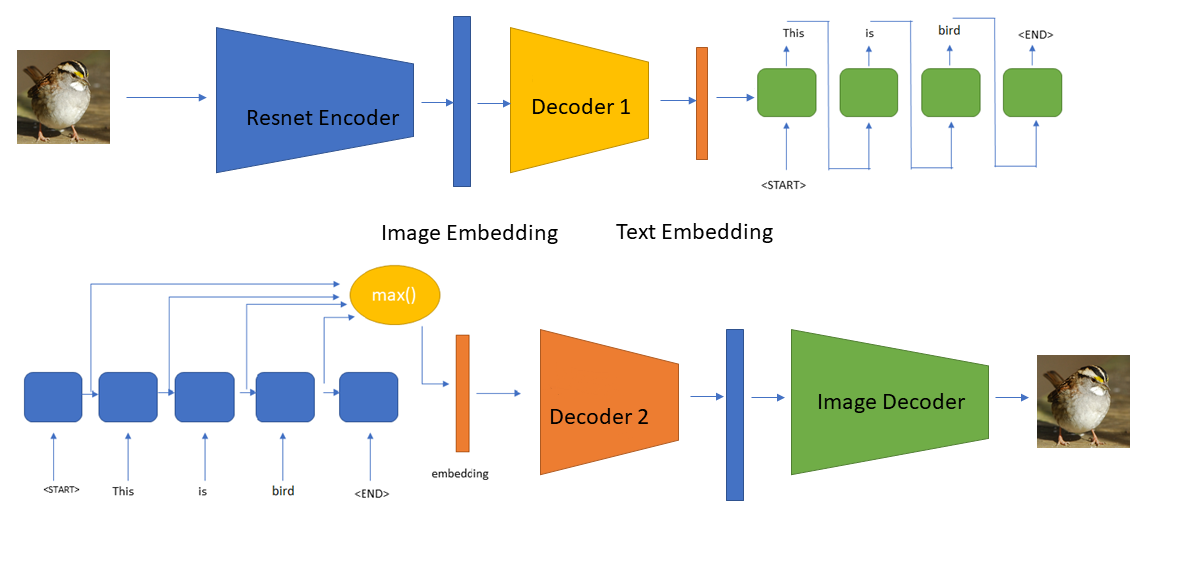 This
is
bird
<END>
Resnet Encoder
Decoder 1
<START>
Image Embedding
Text Embedding
max()
Decoder 2
Image Decoder
embedcing
<START>
This
is
bird
<END>